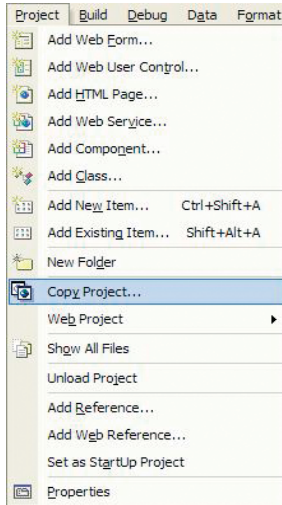 Project Build Debug Data Format
Add Web Form...
Add Web User Control...
Add HTML Page...
Add Web Service...
Add Component...
Add Class...
Add New Item... Ctrl+Shift+A
Add Existing Item... Shift+Alt+A
New Folder
Copy Project...
Web Project
Show All Files
Unload Project
Add Reference...
Add Web Reference...
Set as StartUp Project
Properties